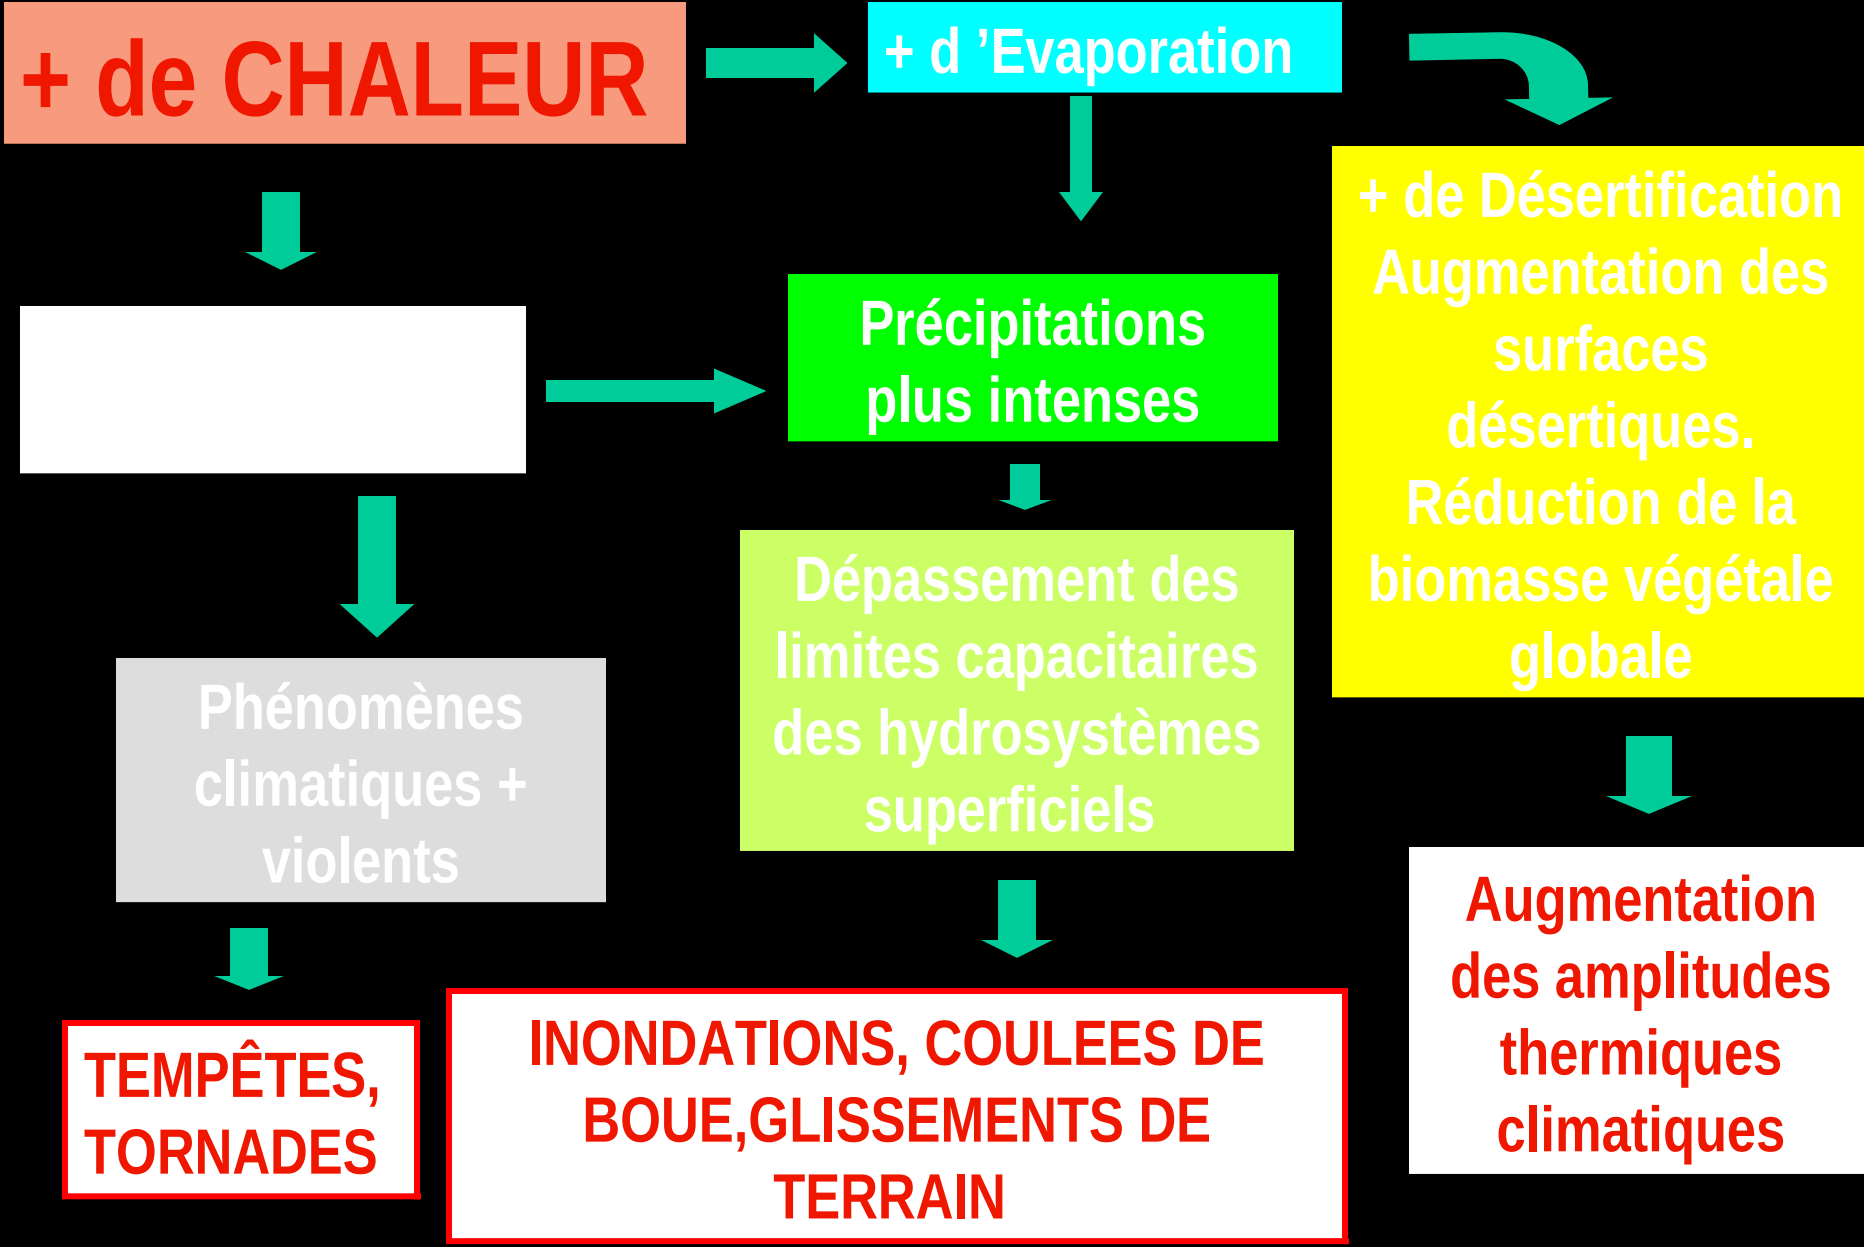 + de CHALEUR
+ d ’Evaporation
+ de Désertification
Augmentation des
surfaces
désertiques.
Réduction de la
biomasse végétale
globale
Précipitations
plus intenses
Dépassement des
limites capacitaires
des hydrosystèmes
superficiels
Phénomènes
climatiques +
violents
Augmentation
des amplitudes
thermiques
climatiques
TEMPÊTES,
TORNADES
INONDATIONS, COULEES DE
BOUE,GLISSEMENTS DE
TERRAIN